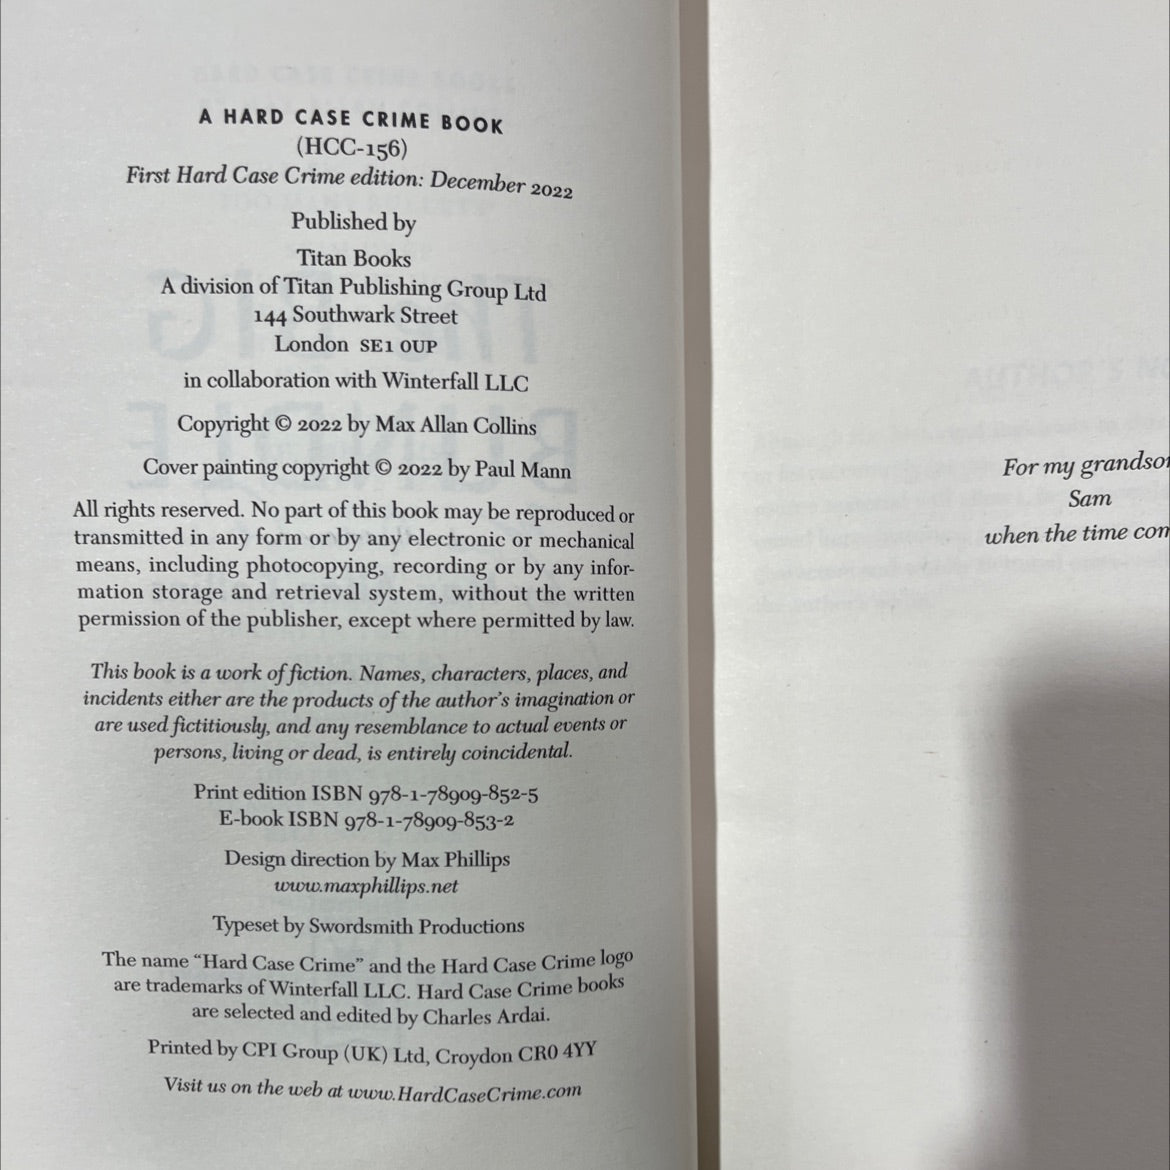 A HARD CASE CRIME BOOK
(HCC-156)
First Hard Case Crime edition: December 2022
Published by
Titan Books
A division of Titan Publishing Group Ltd
144 Southwark Street
London SE1 0UP
in collaboration with Winterfall LLC
Copyright © 2022 by Max Allan Collins
Cover painting copyright © 2022 by Paul Mann
All rights reserved. No part of this book may be reproduced or
transmitted in any form or by any electronic or mechanical
means, including photocopying, recording or by any infor-
mation storage and retrieval system, without the written
permission of the publisher, except where permitted by law.
This book is a work of fiction. Names, characters, places, and
incidents either are the products of the author's imagination or
are used fictitiously, and any resemblance to actual events or
persons, living or dead, is entirely coincidental.
Print edition ISBN 978-1-78909-852-5
E-book ISBN 978-1-78909-853-2
Design direction by Max Phillips
www.maxphillips.net
Typeset by Swordsmith Productions
The name “Hard Case Crime” and the Hard Case Crime logo
are trademarks of Winterfall LLC. Hard Case Crime books
are selected and edited by Charles Ardai.
Printed by CPI Group (UK) Ltd, Croydon CR0 4YY
Visit us on the web at www.HardCaseCrime.com
For my grandso
Sam
when the time com